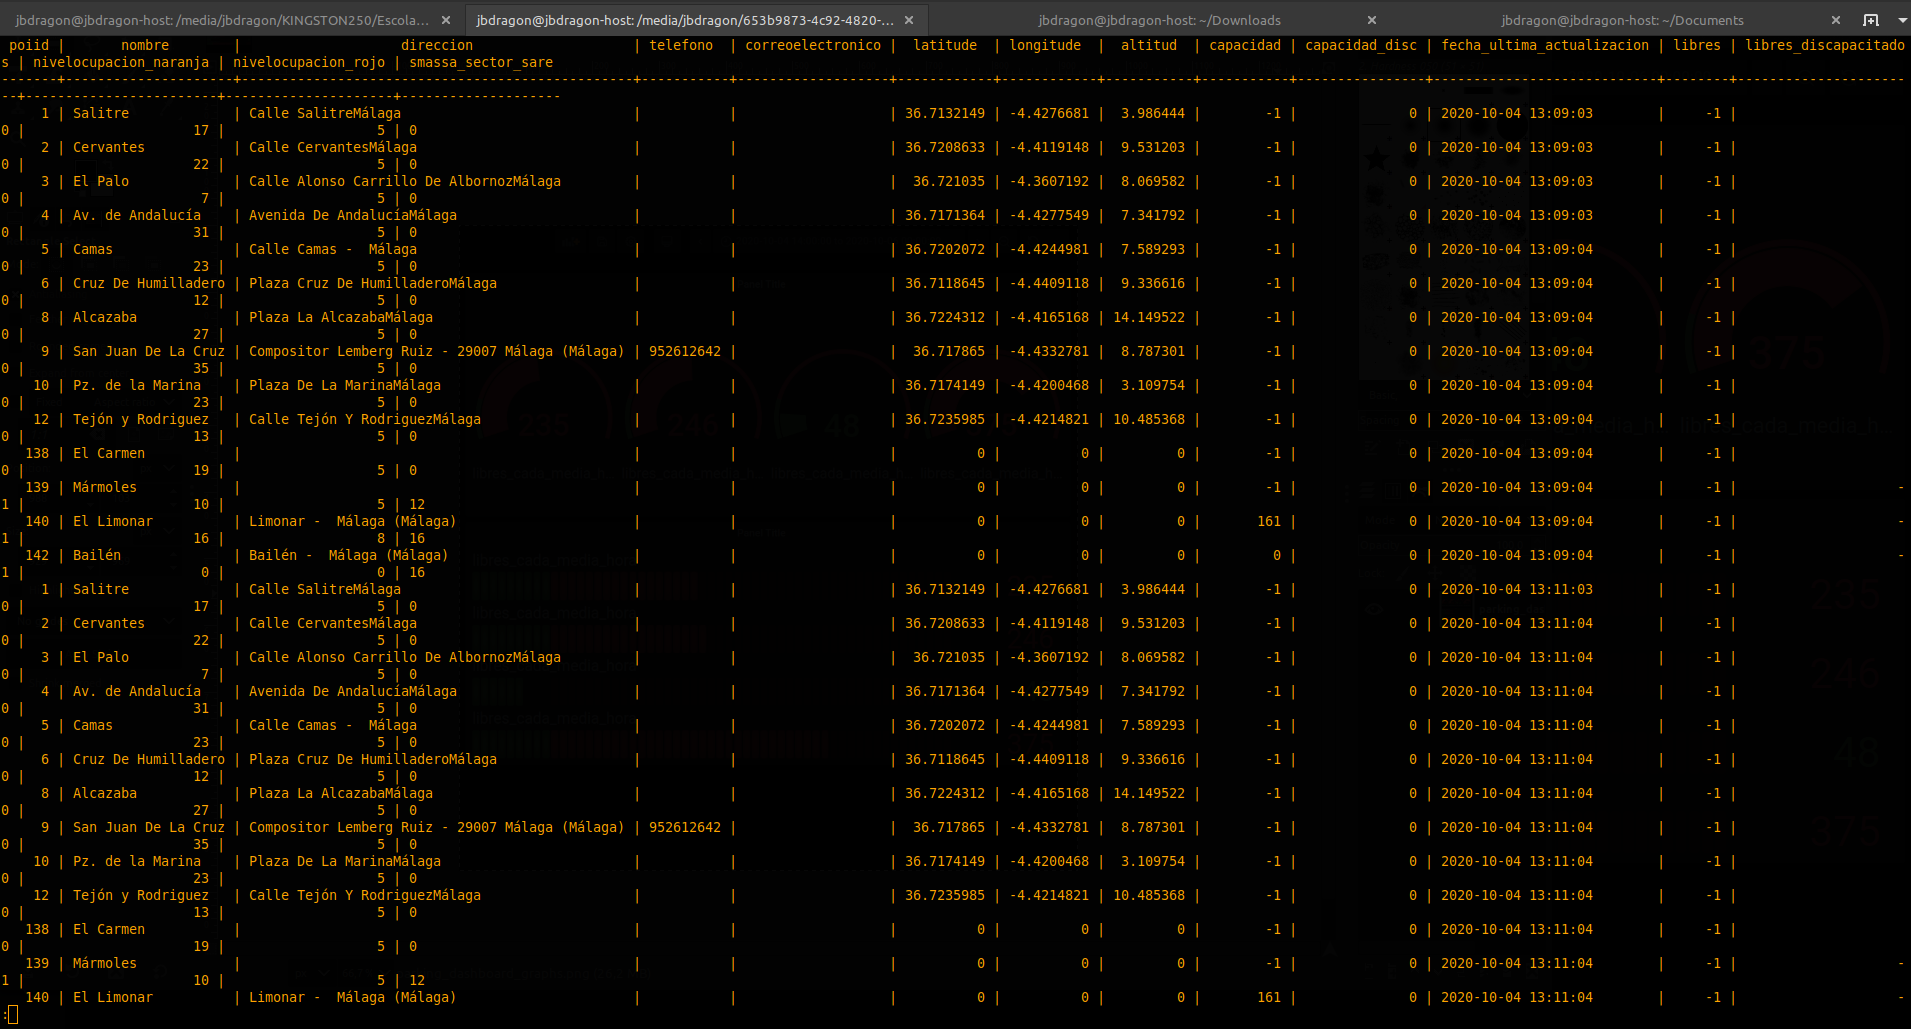 jbdragon@jbdragon-host: /media/jbdragon/KINGSTON250/Escola... × jbdragon@jbdragon-host: /media/jbdragon/653b9873-4c92-4820-... × jbdragon@jbdragon-host: ~/Downloads × jbdragon@jbdragon-host: ~/Documents ×
poiid | nombre | direccion | telefono | correoelectronico | latitude | longitude | altitud | capacidad | capacidad_disc | fecha_ultima_actualizacion | libres | libres_discapacitado
s | nivelocupacion_naranja | nivelocupacion_rojo | smassa_sector_sare
1 | Salitre | Calle SalitreMálaga | | | 36.7132149 | -4.4276681 | 3.986444 | -1 | 0 | 2020-10-04 13:09:03 | -1 |
0 | 17 | 5 | 0
2 | Cervantes | Calle CervantesMálaga | | | 36.7208633 | -4.4119148 | 9.531203 | -1 | 0 | 2020-10-04 13:09:03 | -1 |
0 | 22 | 5 | 0
3 | El Palo | Calle Alonso Carrillo De AlbornozMálaga | | | 36.721035 | -4.3607192 | 8.069582 | -1 | 0 | 2020-10-04 13:09:03 | -1 |
0 | 7 | 5 | 0
4 | Av. de Andalucía | Avenida De AndalucíaMálaga | | | 36.7171364 | -4.4277549 | 7.341792 | -1 | 0 | 2020-10-04 13:09:03 | -1 |
0 | 31 | 5 | 0
5 | Camas | Calle Camas -  Málaga | | | 36.7202072 | -4.4244981 | 7.589293 | -1 | 0 | 2020-10-04 13:09:04 | -1 |
0 | 23 | 5 | 0
6 | Cruz De Humilladero | Plaza Cruz De HumilladeroMálaga | | | 36.7118645 | -4.4409118 | 9.336616 | -1 | 0 | 2020-10-04 13:09:04 | -1 |
0 | 12 | 5 | 0
8 | Alcazaba | Plaza La AlcazabaMálaga | | | 36.7224312 | -4.4165168 | 14.149522 | -1 | 0 | 2020-10-04 13:09:04 | -1 |
0 | 27 | 5 | 0
9 | San Juan De La Cruz | Compositor Lemberg Ruiz - 29007 Málaga (Málaga) | 952612642 | | 36.717865 | -4.4332781 | 8.787301 | -1 | 0 | 2020-10-04 13:09:04 | -1 |
0 | 35 | 5 | 0
10 | Pz. de la Marina | Plaza De La MarinaMálaga | | | 36.7174149 | -4.4200468 | 3.109754 | -1 | 0 | 2020-10-04 13:09:04 | -1 |
0 | 23 | 5 | 0
12 | Tejón y Rodriguez | Calle Tejón Y RodriguezMálaga | | | 36.7235985 | -4.4214821 | 10.485368 | -1 | 0 | 2020-10-04 13:09:04 | -1 |
0 | 13 | 5 | 0
138 | El Carmen | | | | 0 | 0 | 0 | -1 | 0 | 2020-10-04 13:09:04 | -1 |
0 | 19 | 5 | 0
139 | Mármoles | | | | 0 | 0 | 0 | -1 | 0 | 2020-10-04 13:09:04 | -1 | -
1 | 10 | 5 | 12
140 | El Limonar | Limonar -  Málaga (Málaga) | | | 0 | 0 | 0 | 161 | 0 | 2020-10-04 13:09:04 | -1 | -
1 | 16 | 8 | 16
142 | Bailén | Bailén -  Málaga (Málaga) | | | 0 | 0 | 0 | 0 | 0 | 2020-10-04 13:09:04 | -1 | -
1 | 0 | 0 | 16
1 | Salitre | Calle SalitreMálaga | | | 36.7132149 | -4.4276681 | 3.986444 | -1 | 0 | 2020-10-04 13:11:03 | -1 |
0 | 17 | 5 | 0
2 | Cervantes | Calle CervantesMálaga | | | 36.7208633 | -4.4119148 | 9.531203 | -1 | 0 | 2020-10-04 13:11:04 | -1 |
0 | 22 | 5 | 0
3 | El Palo | Calle Alonso Carrillo De AlbornozMálaga | | | 36.721035 | -4.3607192 | 8.069582 | -1 | 0 | 2020-10-04 13:11:04 | -1 |
0 | 7 | 5 | 0
4 | Av. de Andalucía | Avenida De AndalucíaMálaga | | | 36.7171364 | -4.4277549 | 7.341792 | -1 | 0 | 2020-10-04 13:11:04 | -1 |
0 | 31 | 5 | 0
5 | Camas | Calle Camas -  Málaga | | | 36.7202072 | -4.4244981 | 7.589293 | -1 | 0 | 2020-10-04 13:11:04 | -1 |
0 | 23 | 5 | 0
6 | Cruz De Humilladero | Plaza Cruz De HumilladeroMálaga | | | 36.7118645 | -4.4409118 | 9.336616 | -1 | 0 | 2020-10-04 13:11:04 | -1 |
0 | 12 | 5 | 0
8 | Alcazaba | Plaza La AlcazabaMálaga | | | 36.7224312 | -4.4165168 | 14.149522 | -1 | 0 | 2020-10-04 13:11:04 | -1 |
0 | 27 | 5 | 0
9 | San Juan De La Cruz | Compositor Lemberg Ruiz - 29007 Málaga (Málaga) | 952612642 | | 36.717865 | -4.4332781 | 8.787301 | -1 | 0 | 2020-10-04 13:11:04 | -1 |
0 | 35 | 5 | 0
10 | Pz. de la Marina | Plaza De La MarinaMálaga | | | 36.7174149 | -4.4200468 | 3.109754 | -1 | 0 | 2020-10-04 13:11:04 | -1 |
0 | 23 | 5 | 0
12 | Tejón y Rodriguez | Calle Tejón Y RodriguezMálaga | | | 36.7235985 | -4.4214821 | 10.485368 | -1 | 0 | 2020-10-04 13:11:04 | -1 |
0 | 13 | 5 | 0
138 | El Carmen | | | | 0 | 0 | 0 | -1 | 0 | 2020-10-04 13:11:04 | -1 |
0 | 19 | 5 | 0
139 | Mármoles | | | | 0 | 0 | 0 | -1 | 0 | 2020-10-04 13:11:04 | -1 | -
1 | 10 | 5 | 12
140 | El Limonar | Limonar -  Málaga (Málaga) | | | 0 | 0 | 0 | 161 | 0 | 2020-10-04 13:11:04 | -1 | -
: